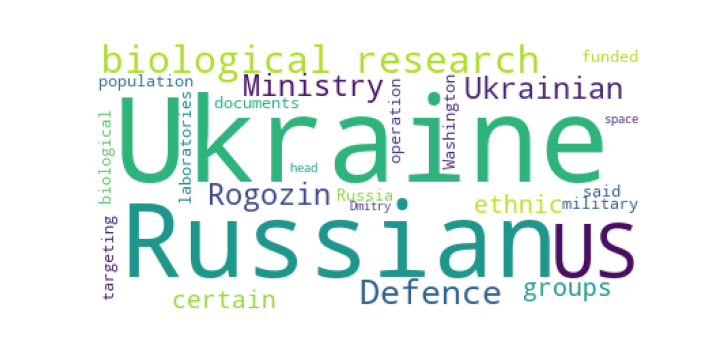 biological research
funded
population
Ministry
Ukrainian
documents
operation
Washington
laboratories
biological
Ukraine
space
head
Rogozin
Russia
Dmitry
ethnic
said
military
targeting
Russian
US
certain
Defence
groups